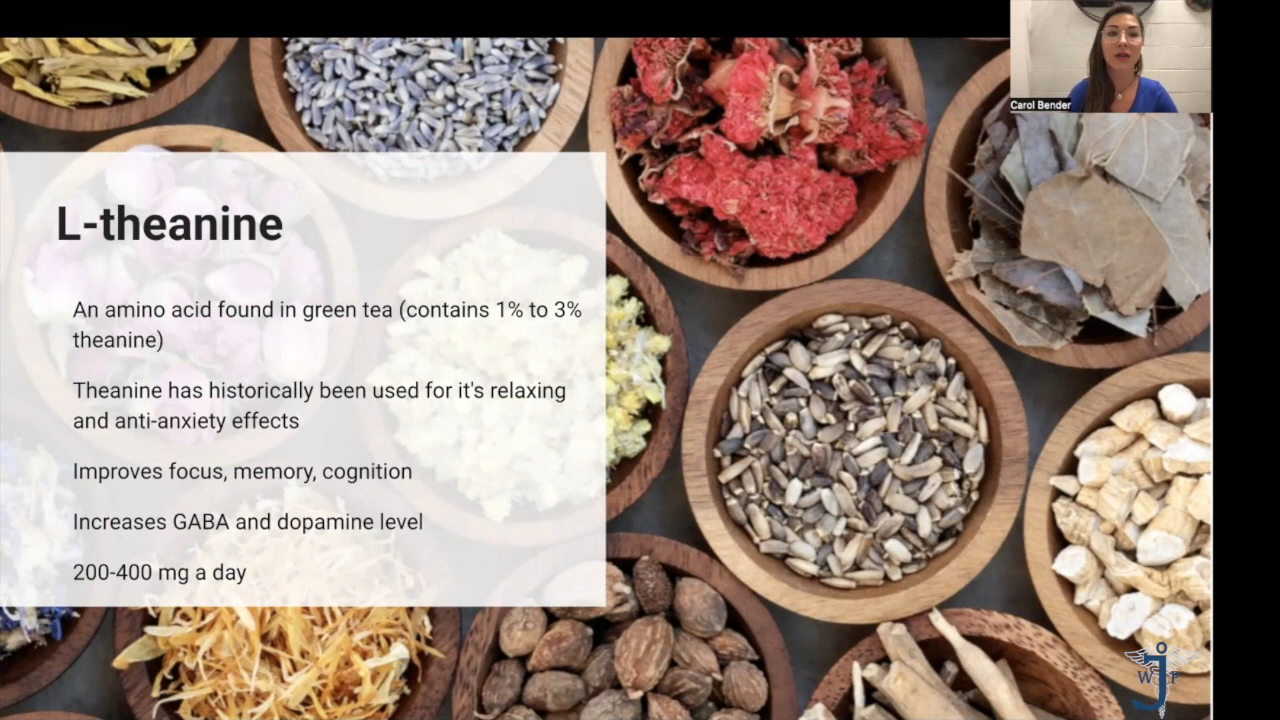 Carol Bender
L-theanine
An amino acid found in green tea (contains 1% to 3%
theanine)
Theanine has historically been used for it's relaxing
and anti-anxiety effects
Improves focus, memory, cognition
Increases GABA and dopamine level
200-400 mg a day
W P